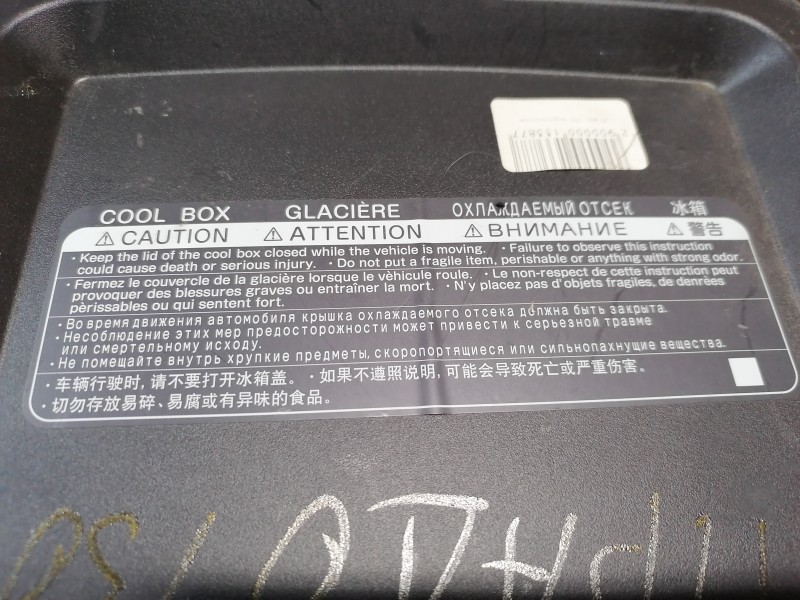 2 900000 155877
COOL BOX GLACIÈRE ОХЛАЖДАЕМЫЙ ОТСЕК 冰箱
⚠ CAUTION ⚠ ATTENTION ⚠ ВНИМАНИЕ ⚠ 警告
· Keep the lid of the cool box closed while the vehicle is moving. · Failure to observe this instruction
could cause death or serious injury. · Do not put a fragile item, perishable or anything with strong odor.
· Fermez le couvercle de la glacière lorsque le vèhicule roule. · Le non-respect de cette instruction peut
provoquer des blessures graves ou entraîner la mort. · N'y placez pas d'objets fragiles, de denrées
pèrissables ou qui sentent fort.
· Во время движения автомобиля крышка охлаждаемого отсека должна быть закрыта.
· Несоблюдение этих мер предосторожности может привести к серьезной травме
или смертельному исходу.
· Не помещайте внутрь хрупкие предметы, скоропортящиеся или сильнопахнущие вещества.
· 车辆行驶时, 请不要打开冰箱盖。 · 如果不遵照说明, 可能会导致死亡或严重伤害。
· 切勿存放易碎、易腐或有异味的食品。